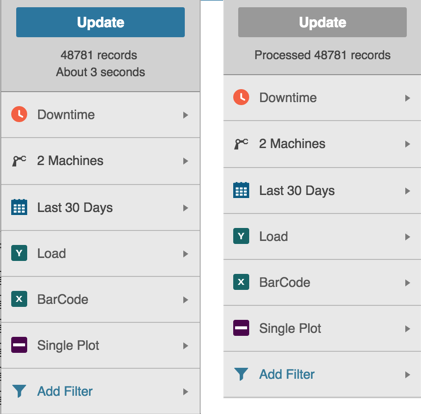 Update
48781 records
About 3 seconds
Downtime
2 Machines
Last 30 Days
Y Load
X BarCode
Single Plot
Add Filter
Update
Processed 48781 records
Downtime
2 Machines
Last 30 Days
Y Load
X BarCode
Single Plot
Add Filter